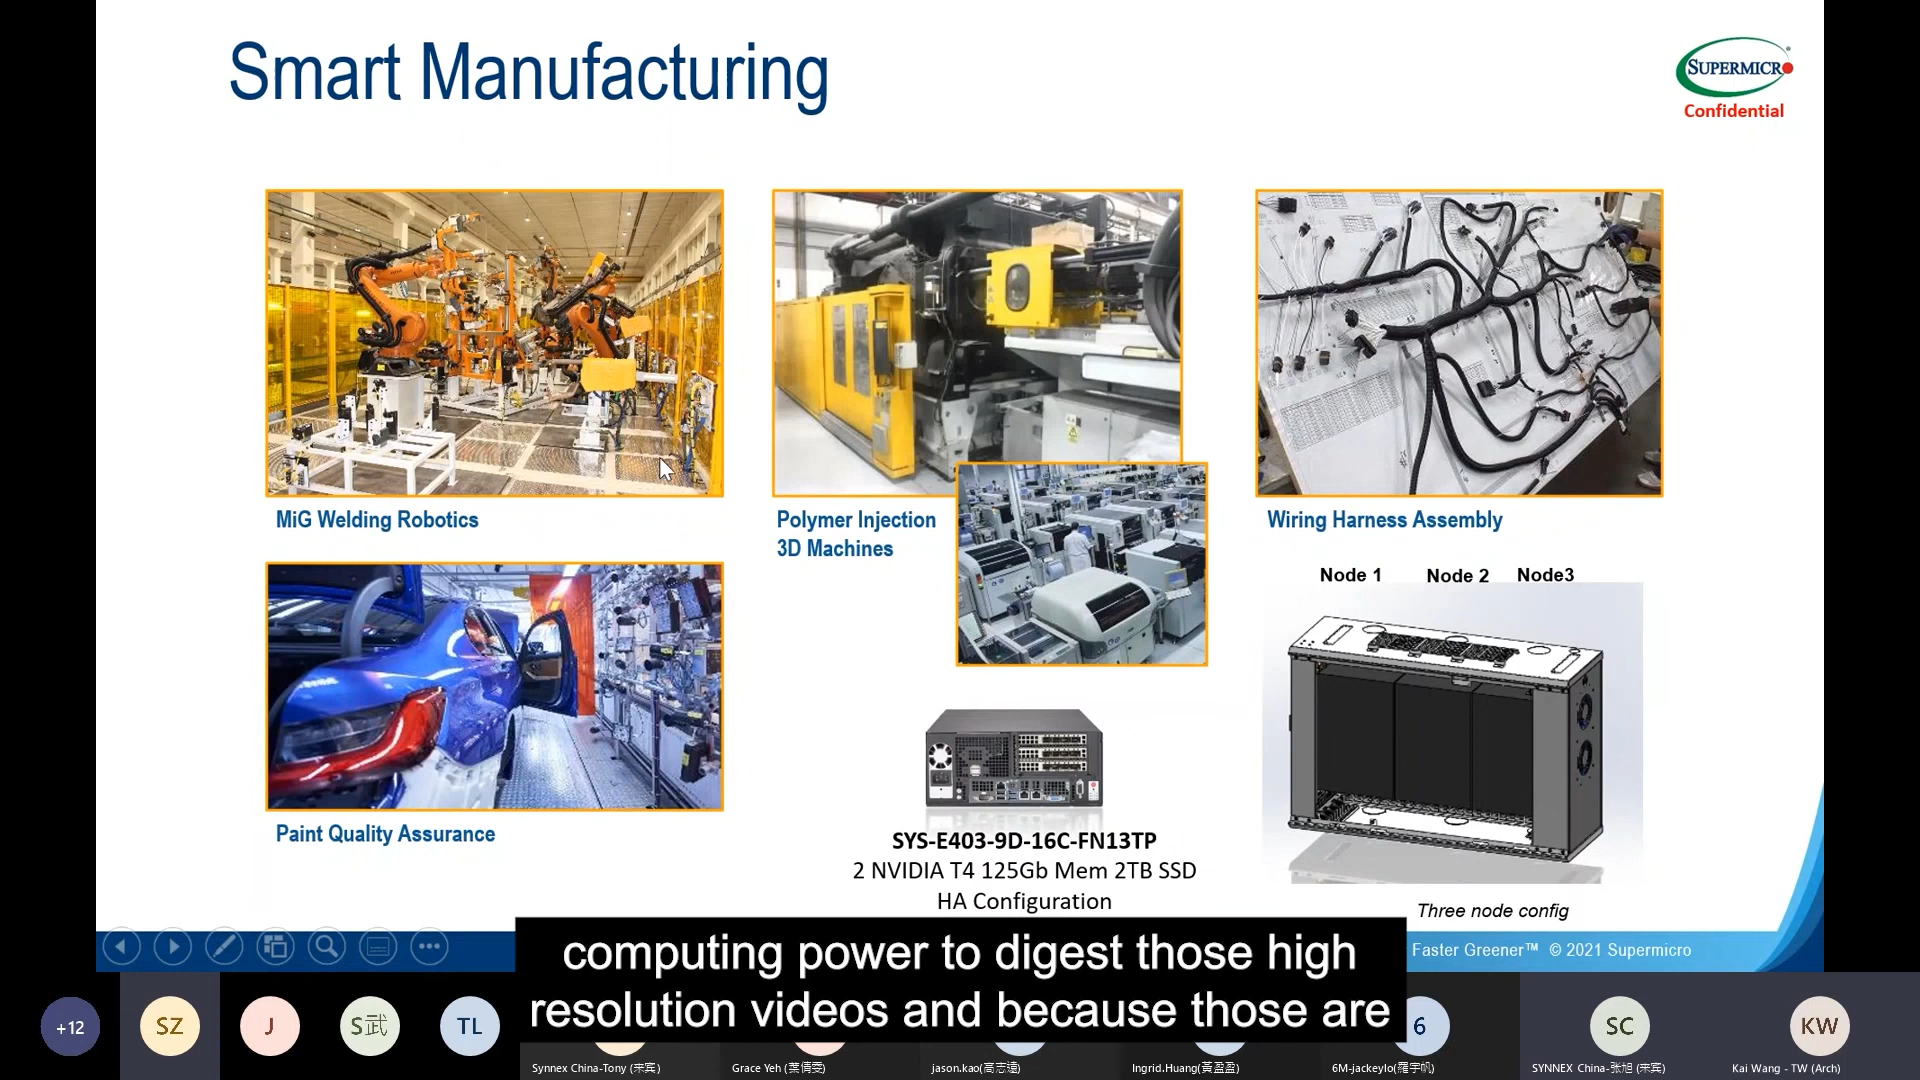 Smart Manufacturing
SUPERMICR
Confidential
MiG Welding Robotics
Polymer Injection
3D Machines
Wiring Harness Assembly
Node 1
Node 2
Node3
Paint Quality Assurance
SYS-E403-9D-16C-FN13TP
2 NVIDIA T4 125Gb Mem 2TB SSD
HA Configuration
Three node config
Faster Greener™ © 2021 Supermicro
computing power to digest those high
resolution videos and because those are
+12
SZ
J
S武
TL
6
SC
KW
Synnex China-Tony (宋宾)
Grace Yeh (葉倩雯)
jason.kao(高志遠)
Ingrid.Huang(黃盈盈)
6M-jackeylo(羅宇帆)
SYNNEX China-张旭 (宋宾)
Kai Wang - TW (Arch)